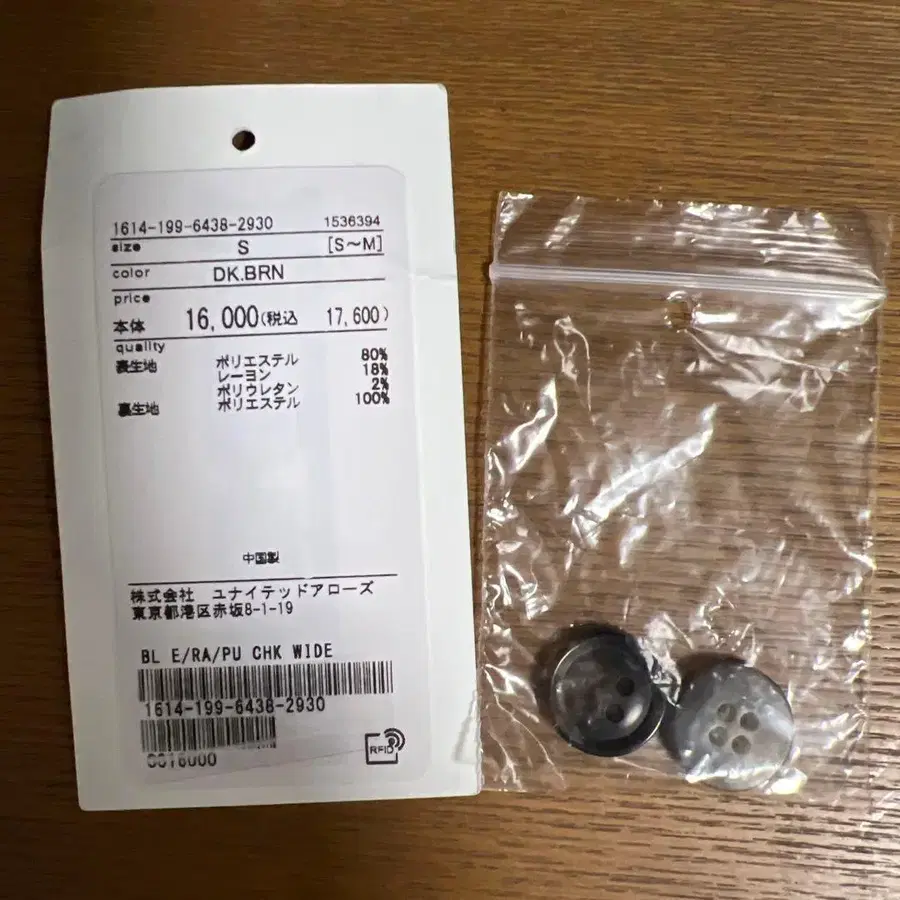 1614-199-6438-2930 1536394
size S [S～M]
color DK.BRN
price
本体 16,000(税込 17,600)
quality
表生地 ポリエステル 80%
レーヨン 18%
ポリウレタン 2%
裏生地 ポリエステル 100%
中国製
株式会社 ユナイテッドアローズ
東京都港区赤坂8-1-19
BL E/RA/PU CHK WIDE
1614-199-6438-2930
0016000
RFID